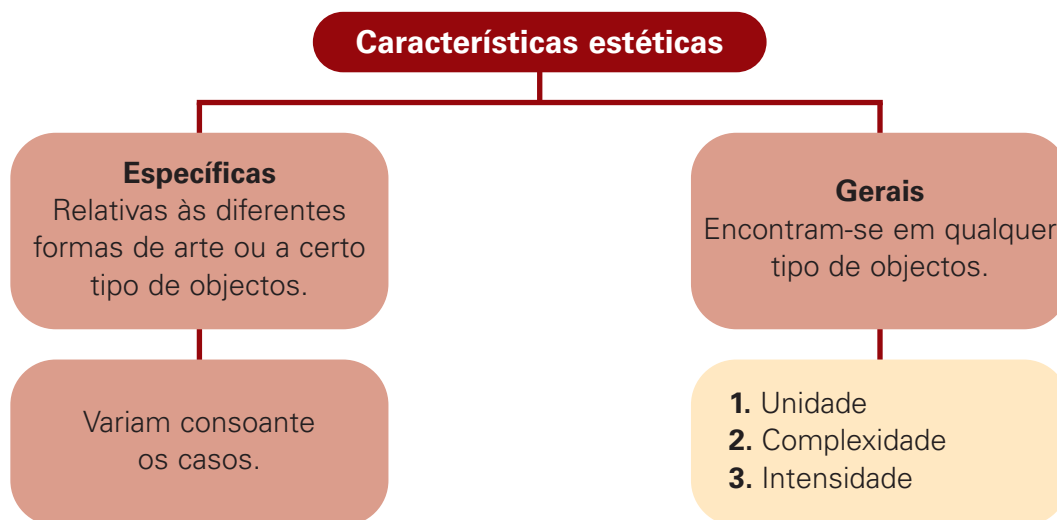 Características estéticas
Específicas
Relativas às diferentes
formas de arte ou a certo
tipo de objectos.
Variam consoante
os casos.
Gerais
Encontram-se em qualquer
tipo de objectos.
1. Unidade
2. Complexidade
3. Intensidade